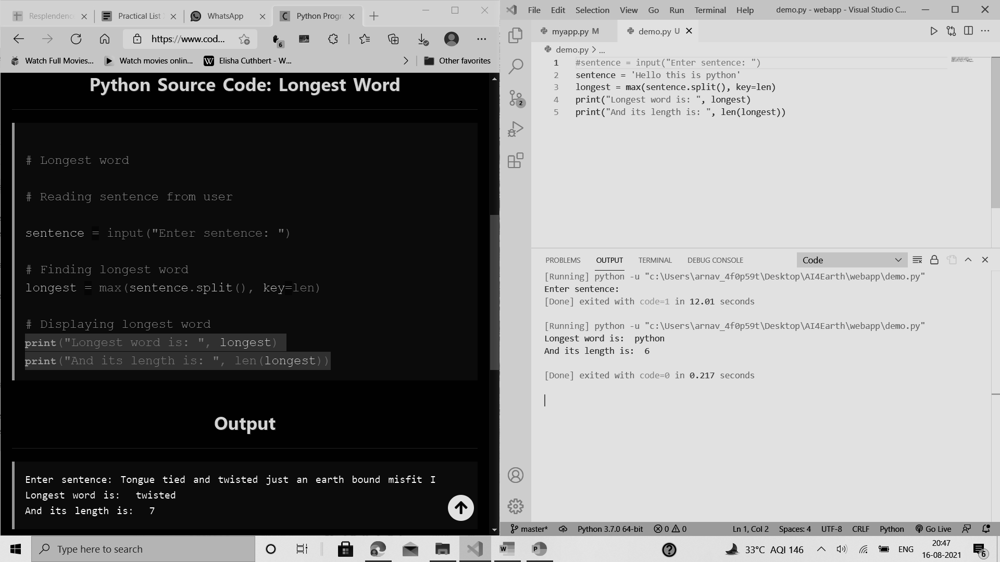 Resplendenc
Practical List
WhatsApp
Python Progr
https://www.cod...
6
Watch Full Movies...
Watch movies onlin...
Elisha Cuthbert - W...
Other favorites
Python Source Code: Longest Word
# Longest word
# Reading sentence from user
sentence = input("Enter sentence: ")
# Finding longest word
longest = max(sentence.split(), key=len)
# Displaying longest word
print("Longest word is: ", longest)
print("And its length is: ", len(longest))
Output
Enter sentence: Tongue tied and twisted just an earth bound misfit I
Longest word is:  twisted
And its length is:  7
File Edit Selection View Go Run Terminal Help demo.py - webapp - Visual Studio C...
myapp.py M
demo.py U
demo.py > ...
1 #sentence = input("Enter sentence: ")
2 sentence = 'Hello this is python'
3 longest = max(sentence.split(), key=len)
4 print("Longest word is: ", longest)
5 print("And its length is: ", len(longest))
2
PROBLEMS OUTPUT TERMINAL DEBUG CONSOLE Code
[Running] python -u "c:\Users\arnav_4f0p59t\Desktop\AI4Earth\webapp\demo.py"
Enter sentence:
[Done] exited with code=1 in 12.01 seconds
[Running] python -u "c:\Users\arnav_4f0p59t\Desktop\AI4Earth\webapp\demo.py"
Longest word is:  python
And its length is:  6
[Done] exited with code=0 in 0.217 seconds
master* Python 3.7.0 64-bit 0 0 Ln 1, Col 2 Spaces: 4 UTF-8 CRLF Python Go Live
Type here to search
33°C AQI 146 ENG
20:47
16-08-2021
6